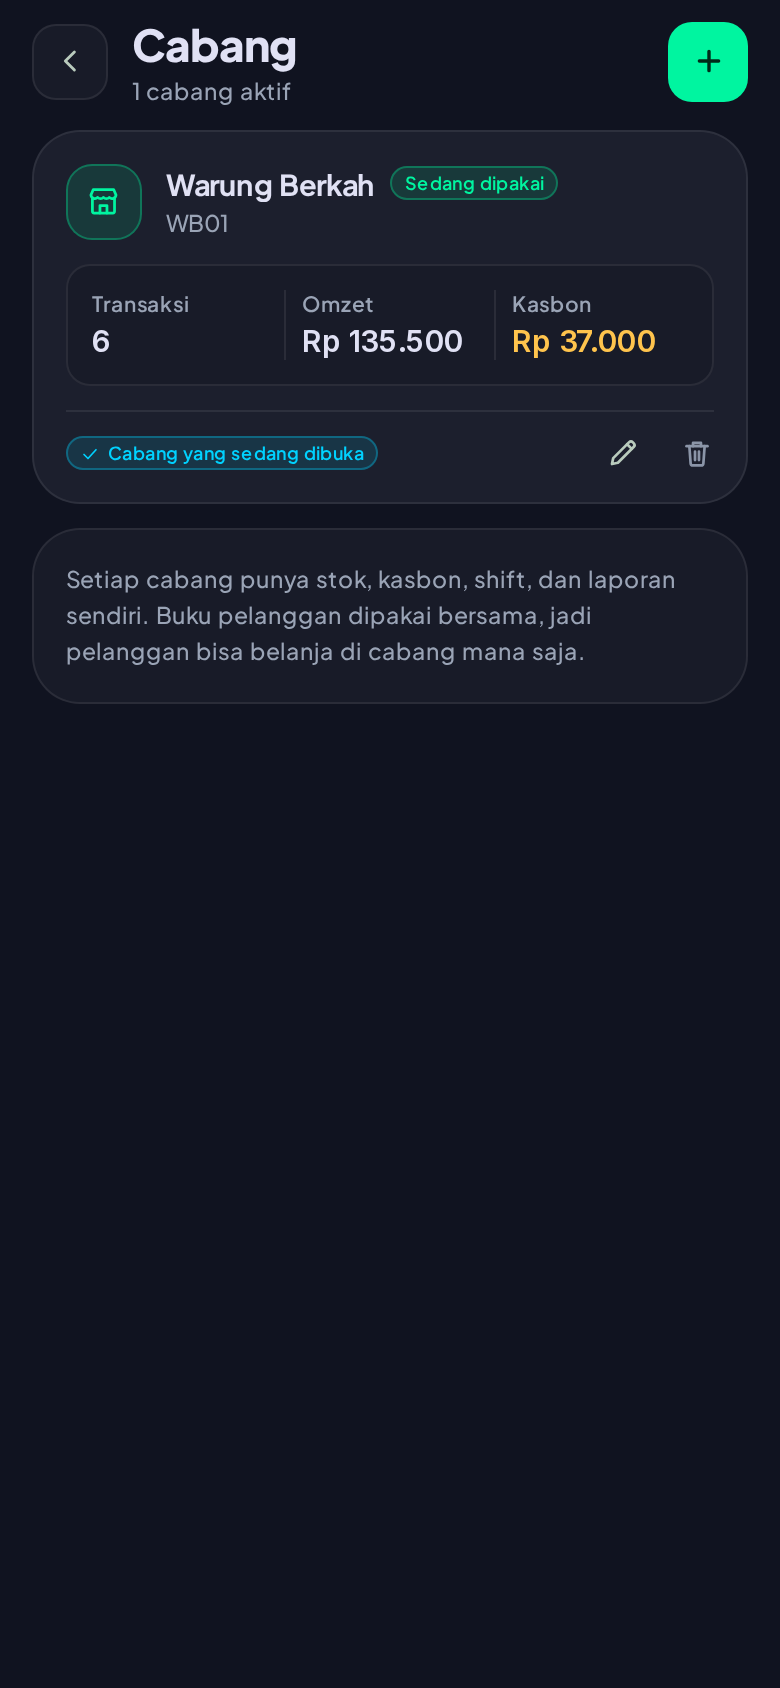 Cabang
1 cabang aktif
Warung Berkah
Sedang dipakai
WB01
Transaksi
6
Omzet
Rp 135.500
Kasbon
Rp 37.000
Cabang yang sedang dibuka
Setiap cabang punya stok, kasbon, shift, dan laporan
sendiri. Buku pelanggan dipakai bersama, jadi
pelanggan bisa belanja di cabang mana saja.